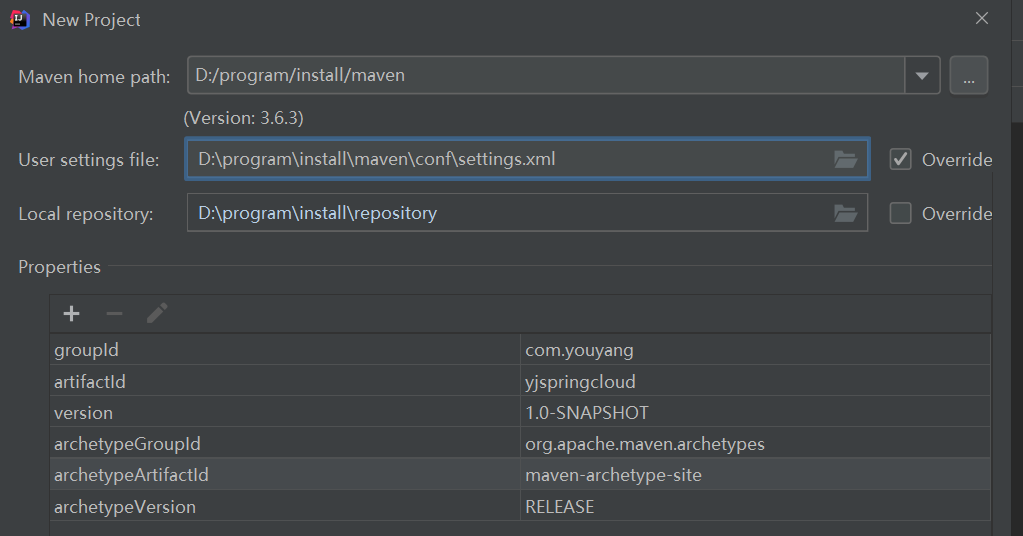 New Project
Maven home path: D:/program/install/maven ...
(Version: 3.6.3)
User settings file: D:\program\install\maven\conf\settings.xml Override
Local repository: D:\program\install\repository Override
Properties
groupId com.youyang
artifactId yjspringcloud
version 1.0-SNAPSHOT
archetypeGroupId org.apache.maven.archetypes
archetypeArtifactId maven-archetype-site
archetypeVersion RELEASE